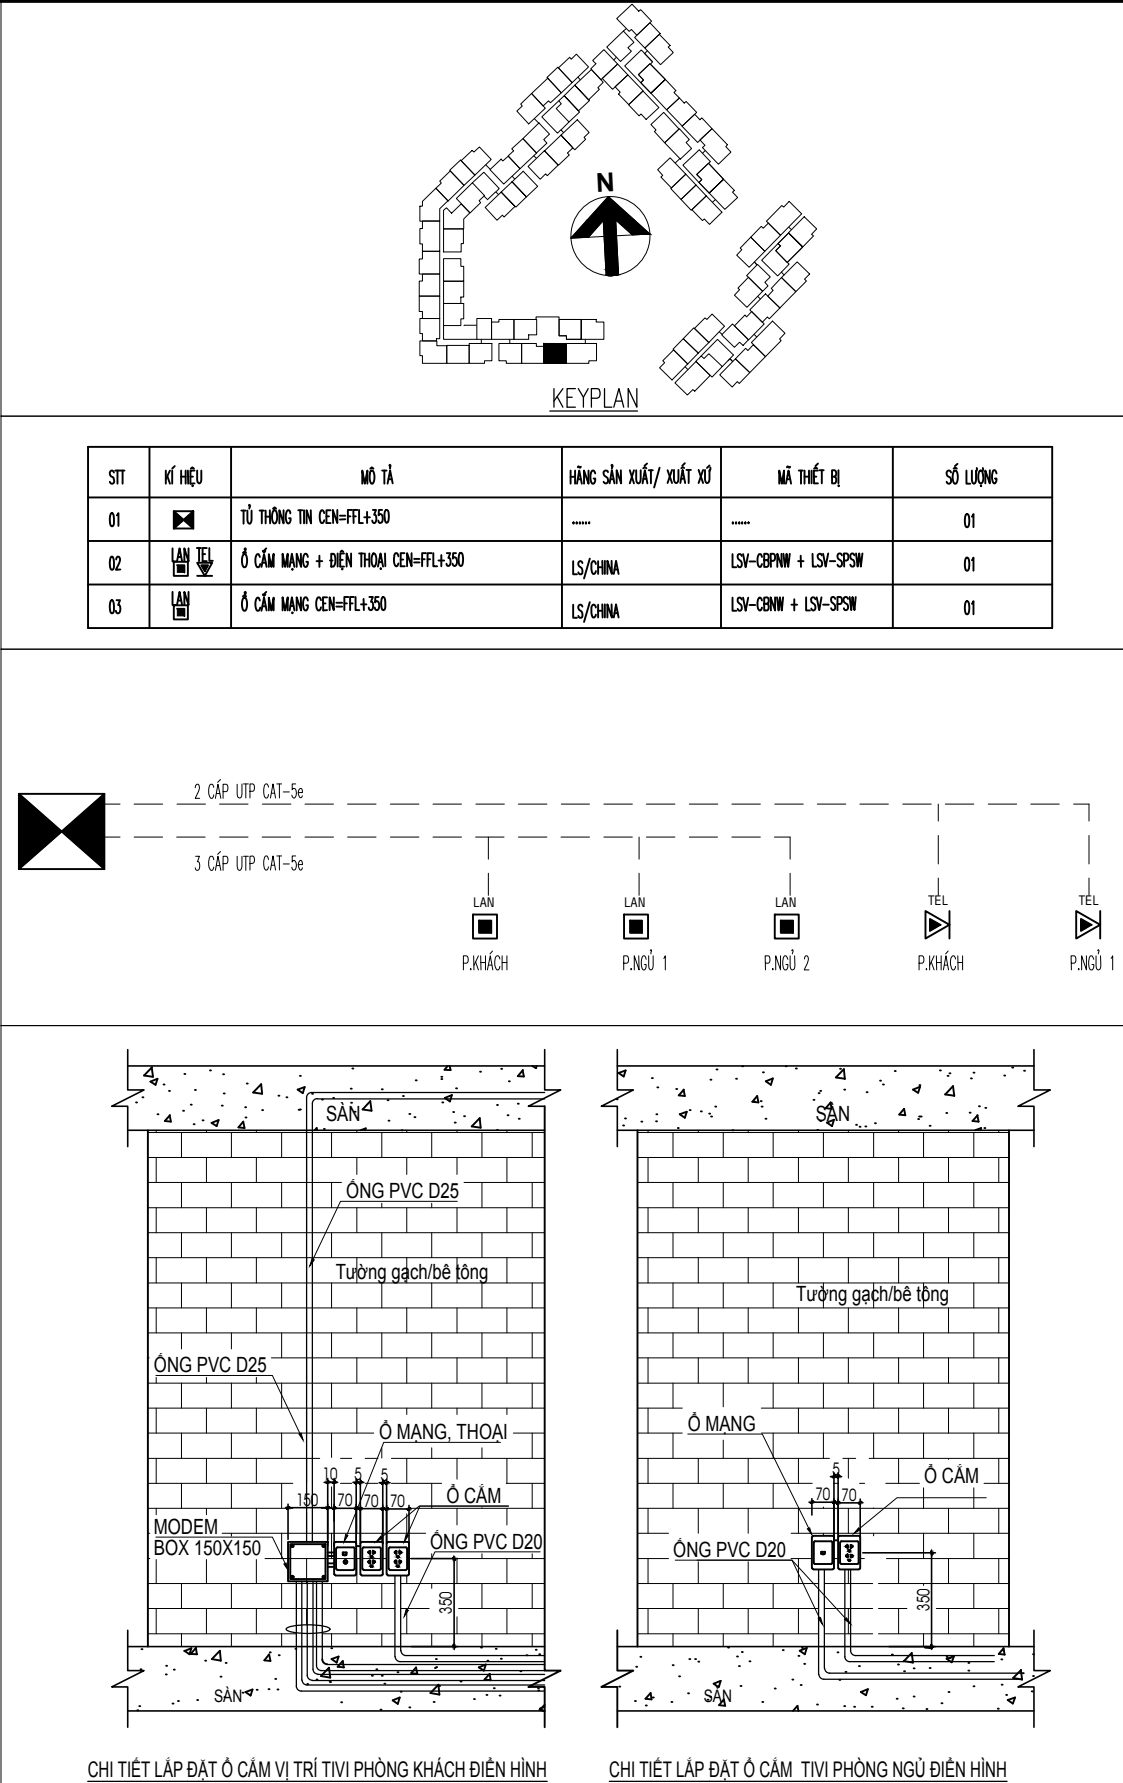 N
KEYPLAN
STT KÍ HIỆU MÔ TẢ HÃNG SẢN XUẤT/ XUẤT XỨ MÃ THIẾT BỊ SỐ LƯỢNG
01 TỦ THÔNG TIN CEN=FFL+350 ...... ...... 01
02 LAN TEL Ổ CẮM MẠNG + ĐIỆN THOẠI CEN=FFL+350 LS/CHINA LSV-CBPNW + LSV-SPSW 01
03 LAN Ổ CẮM MẠNG CEN=FFL+350 LS/CHINA LSV-CBNW + LSV-SPSW 01
2 CÁP UTP CAT-5e
3 CÁP UTP CAT-5e
LAN LAN LAN TEL TEL
P.KHÁCH P.NGỦ 1 P.NGỦ 2 P.KHÁCH P.NGỦ 1
SÀN
ỐNG PVC D25
Tường gạch/bê tông
ỐNG PVC D25
Ổ MẠNG, THOẠI
10 5 5
150 70 70 70
Ổ CẮM
MODEM
BOX 150X150
ỐNG PVC D20
350
SÀN
CHI TIẾT LẮP ĐẶT Ổ CẮM VỊ TRÍ TIVI PHÒNG KHÁCH ĐIỂN HÌNH
SÀN
Tường gạch/bê tông
Ổ MẠNG
5
70 70
Ổ CẮM
ỐNG PVC D20
350
SÀN
CHI TIẾT LẮP ĐẶT Ổ CẮM TIVI PHÒNG NGỦ ĐIỂN HÌNH